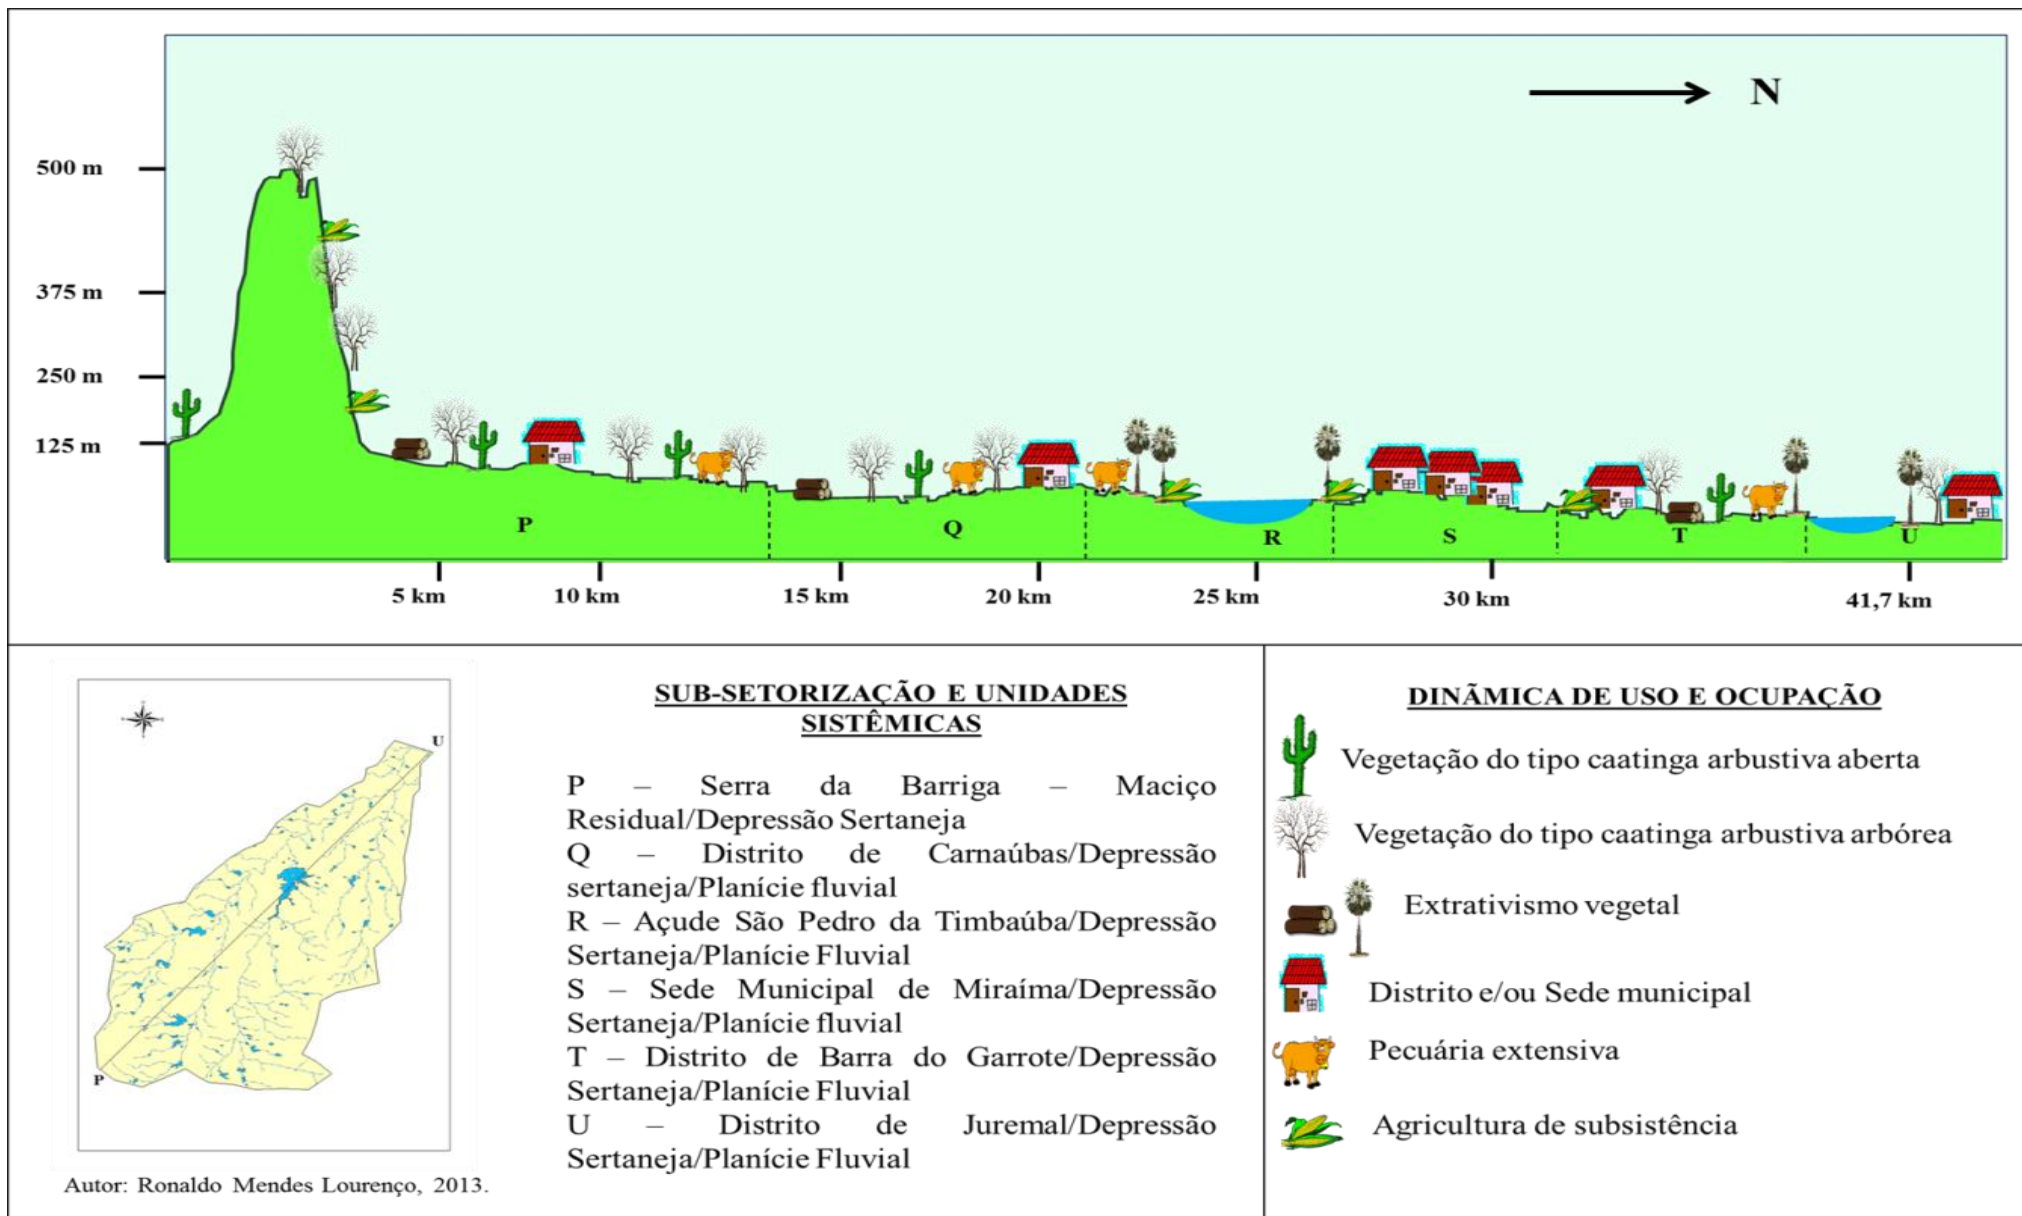 N
500 m
375 m
250 m
125 m
P
Q
R
S
T
U
5 km
10 km
15 km
20 km
25 km
30 km
41,7 km
U
P
Autor: Ronaldo Mendes Lourenço, 2013.
SUB-SETORIZAÇÃO E UNIDADES
SISTÊMICAS
P – Serra da Barriga – Maciço
Residual/Depressão Sertaneja
Q – Distrito de Carnaúbas/Depressão
sertaneja/Planície fluvial
R – Açude São Pedro da Timbaúba/Depressão
Sertaneja/Planície Fluvial
S – Sede Municipal de Miraíma/Depressão
Sertaneja/Planície fluvial
T – Distrito de Barra do Garrote/Depressão
Sertaneja/Planície Fluvial
U – Distrito de Juremal/Depressão
Sertaneja/Planície Fluvial
DINÃMICA DE USO E OCUPAÇÃO
Vegetação do tipo caatinga arbustiva aberta
Vegetação do tipo caatinga arbustiva arbórea
Extrativismo vegetal
Distrito e/ou Sede municipal
Pecuária extensiva
Agricultura de subsistência